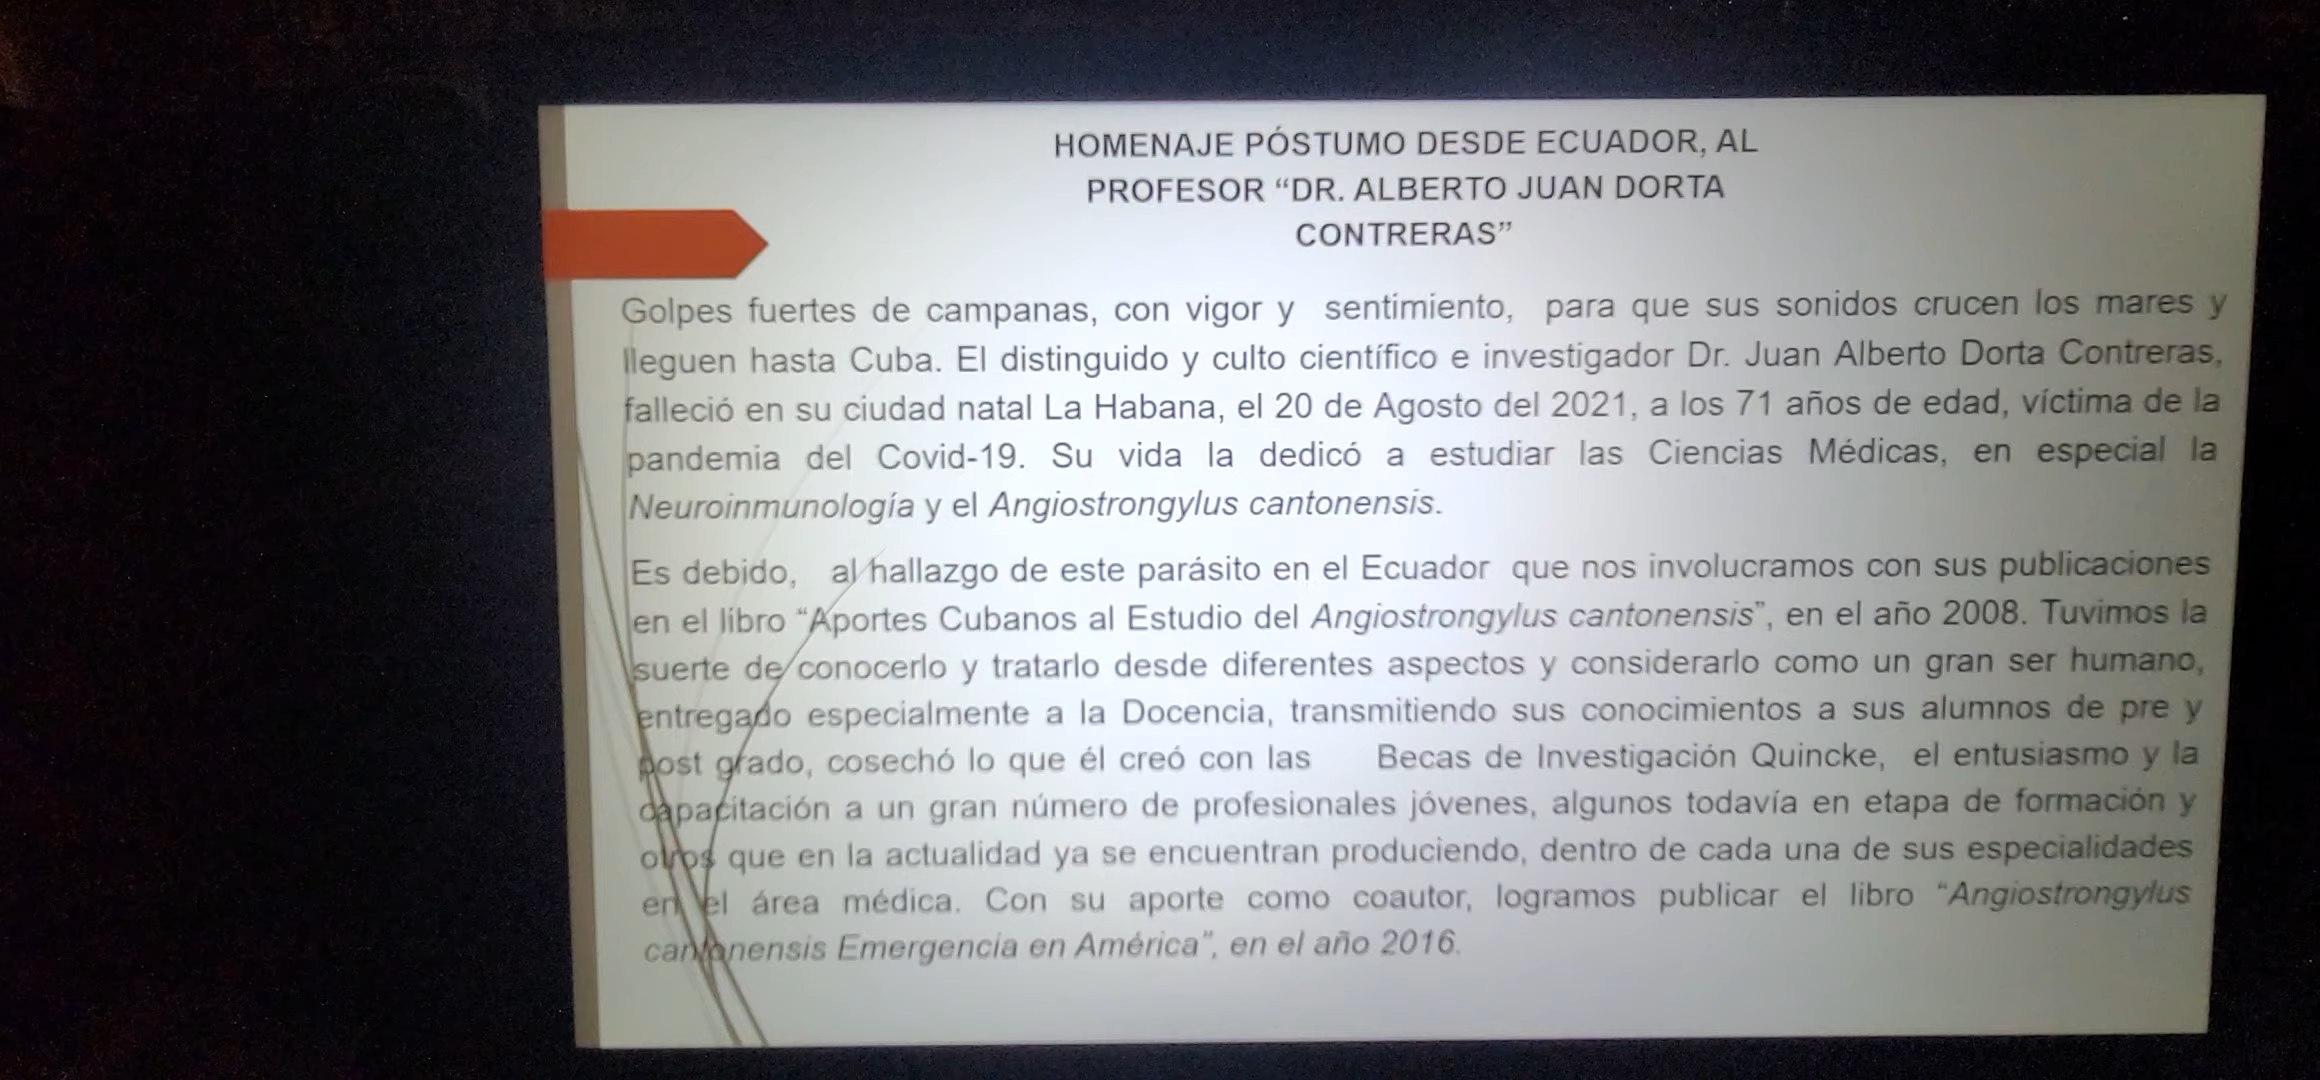 HOMENAJE PÓSTUMO DESDE ECUADOR, AL
PROFESOR “DR. ALBERTO JUAN DORTA
CONTRERAS”
Golpes fuertes de campanas, con vigor y sentimiento, para que sus sonidos crucen los mares y
lleguen hasta Cuba. El distinguido y culto científico e investigador Dr. Juan Alberto Dorta Contreras,
falleció en su ciudad natal La Habana, el 20 de Agosto del 2021, a los 71 años de edad, víctima de la
pandemia del Covid-19. Su vida la dedicó a estudiar las Ciencias Médicas, en especial la
Neuroinmunología y el Angiostrongylus cantonensis.
Es debido, al hallazgo de este parásito en el Ecuador que nos involucramos con sus publicaciones
en el libro “Aportes Cubanos al Estudio del Angiostrongylus cantonensis”, en el año 2008. Tuvimos la
suerte de conocerlo y tratarlo desde diferentes aspectos y considerarlo como un gran ser humano,
entregado especialmente a la Docencia, transmitiendo sus conocimientos a sus alumnos de pre y
post grado, cosechó lo que él creó con las Becas de Investigación Quincke, el entusiasmo y la
capacitación a un gran número de profesionales jóvenes, algunos todavía en etapa de formación y
otros que en la actualidad ya se encuentran produciendo, dentro de cada una de sus especialidades
en el área médica. Con su aporte como coautor, logramos publicar el libro “Angiostrongylus
cantonensis Emergencia en América”, en el año 2016.